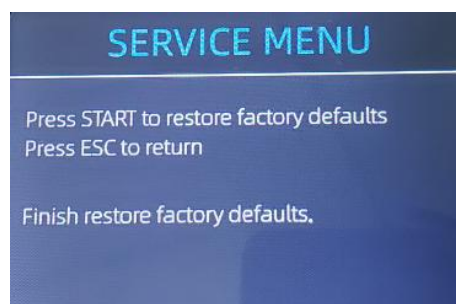 SERVICE MENU
Press START to restore factory defaults
Press ESC to return
Finish restore factory defaults.